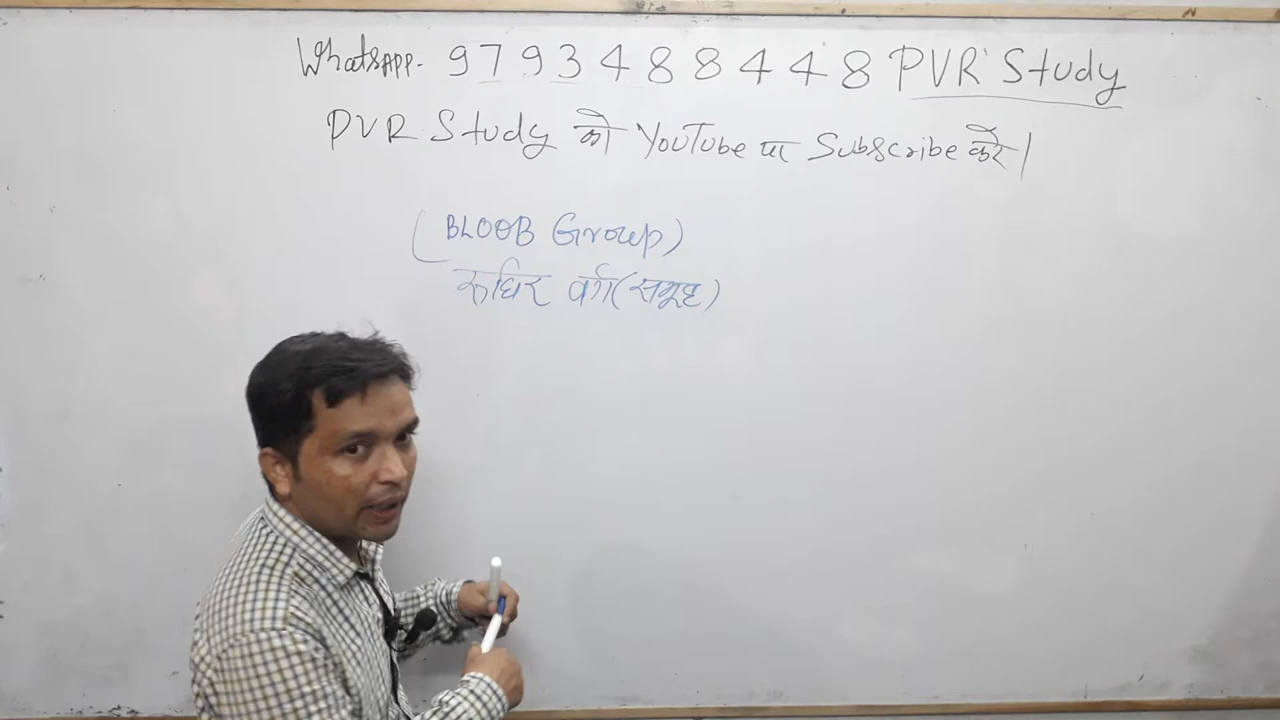 WhatsAPP. 9793488448 PVR Study
PVR Study को YouTube पर Subscribe करें।
(BLOOB Group)
रूधिर वर्ग (समूह)